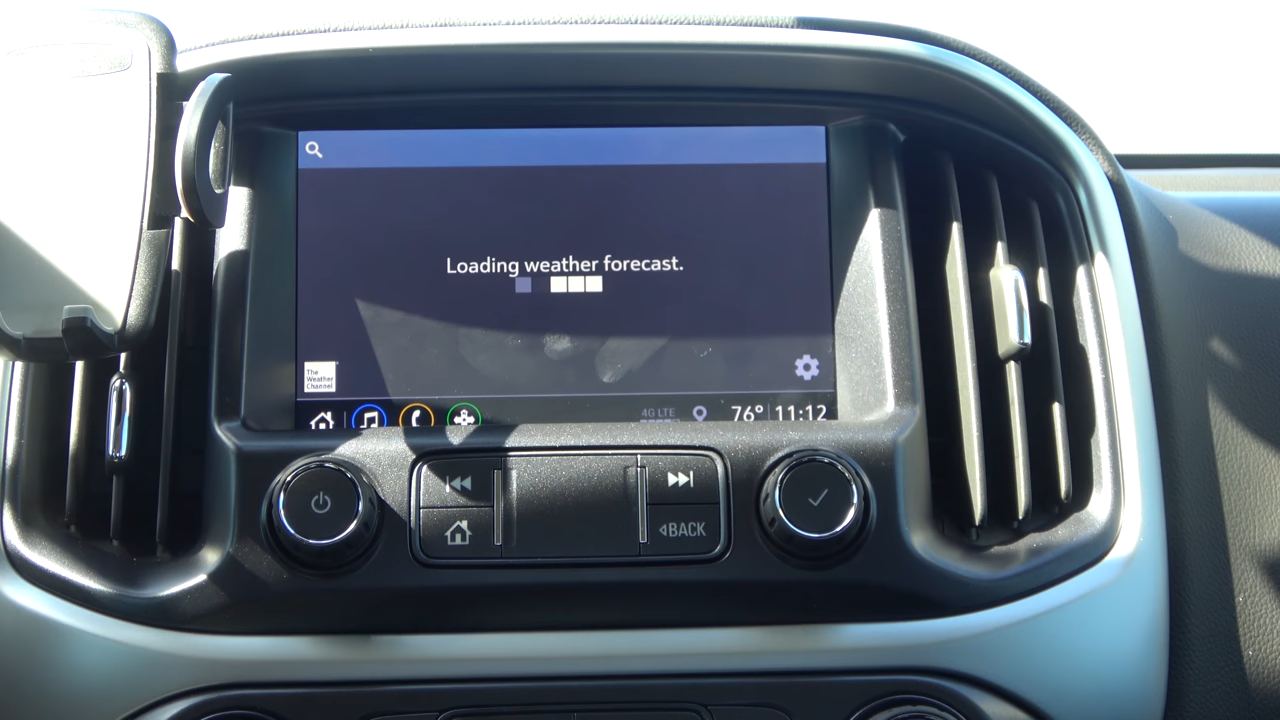 Loading weather forecast.
The
Weather
Channel
4G LTE
76° 11:12
BACK